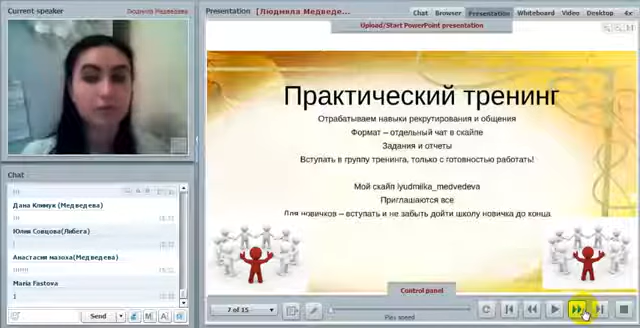 Current speaker
Людмила Медведева
Presentation
[Людмила Медведе...
Chat
Browser
Presentation
Whiteboard
Video
Desktop
Upload/Start PowerPoint presentation
Практический тренинг
Отрабатываем навыки рекрутирования и общения
Формат – отдельный чат в скайпе
Задания и отчеты
Вступать в группу тренинга, только с готовностью работать!
Мой скайп lyudmilka_medvedeva
Приглашаются все
Для новичков – вступать и не забыть дойти школу новичка до конца
Chat
!!!
Дана Климук (Медведева)
!!!
Юлия Совцова(Либега)
!
Анастасия мазоха(Медведева)
!!!!!!!
Maria Pastova
1
Send
Control panel
7 of 15
Play speed